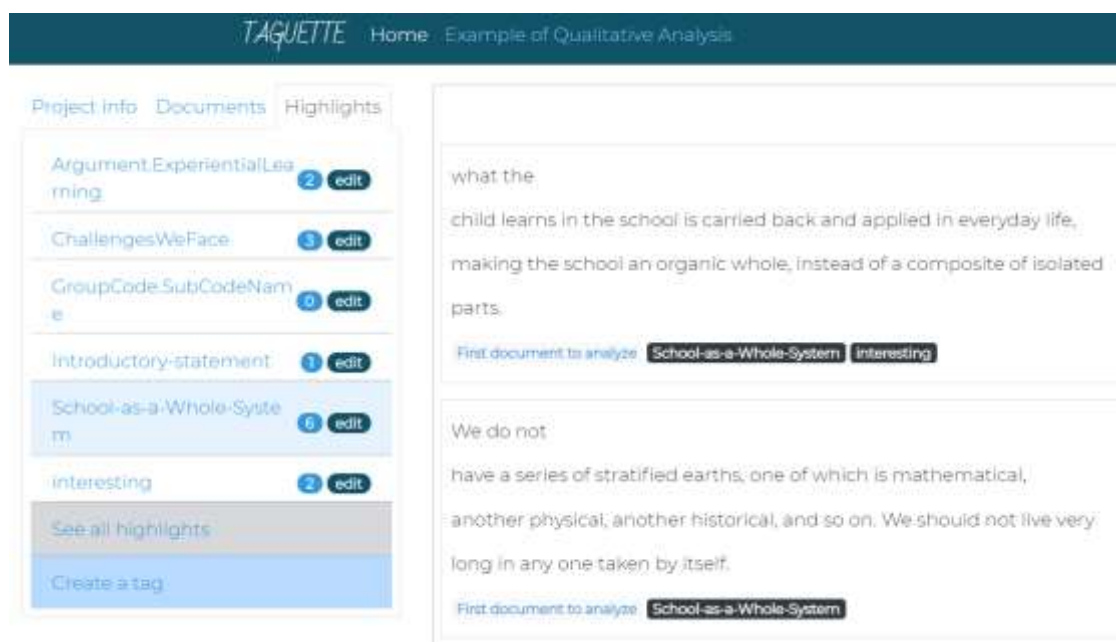 TAGUETTE Home Example of Qualitative Analysis
Project info Documents Highlights
Argument.ExperientialLea
rning
2 edit
ChallengesWeFace 3 edit
GroupCode.SubCodeNam
e
0 edit
Introductory-statement 1 edit
School-as-a-Whole-Syste
m
6 edit
interesting 2 edit
See all highlights
Create a tag
what the
child learns in the school is carried back and applied in everyday life,
making the school an organic whole, instead of a composite of isolated
parts.
First document to analyze School-as-a-Whole-System interesting
We do not
have a series of stratified earths, one of which is mathematical,
another physical, another historical, and so on. We should not live very
long in any one taken by itself.
First document to analyze School-as-a-Whole-System